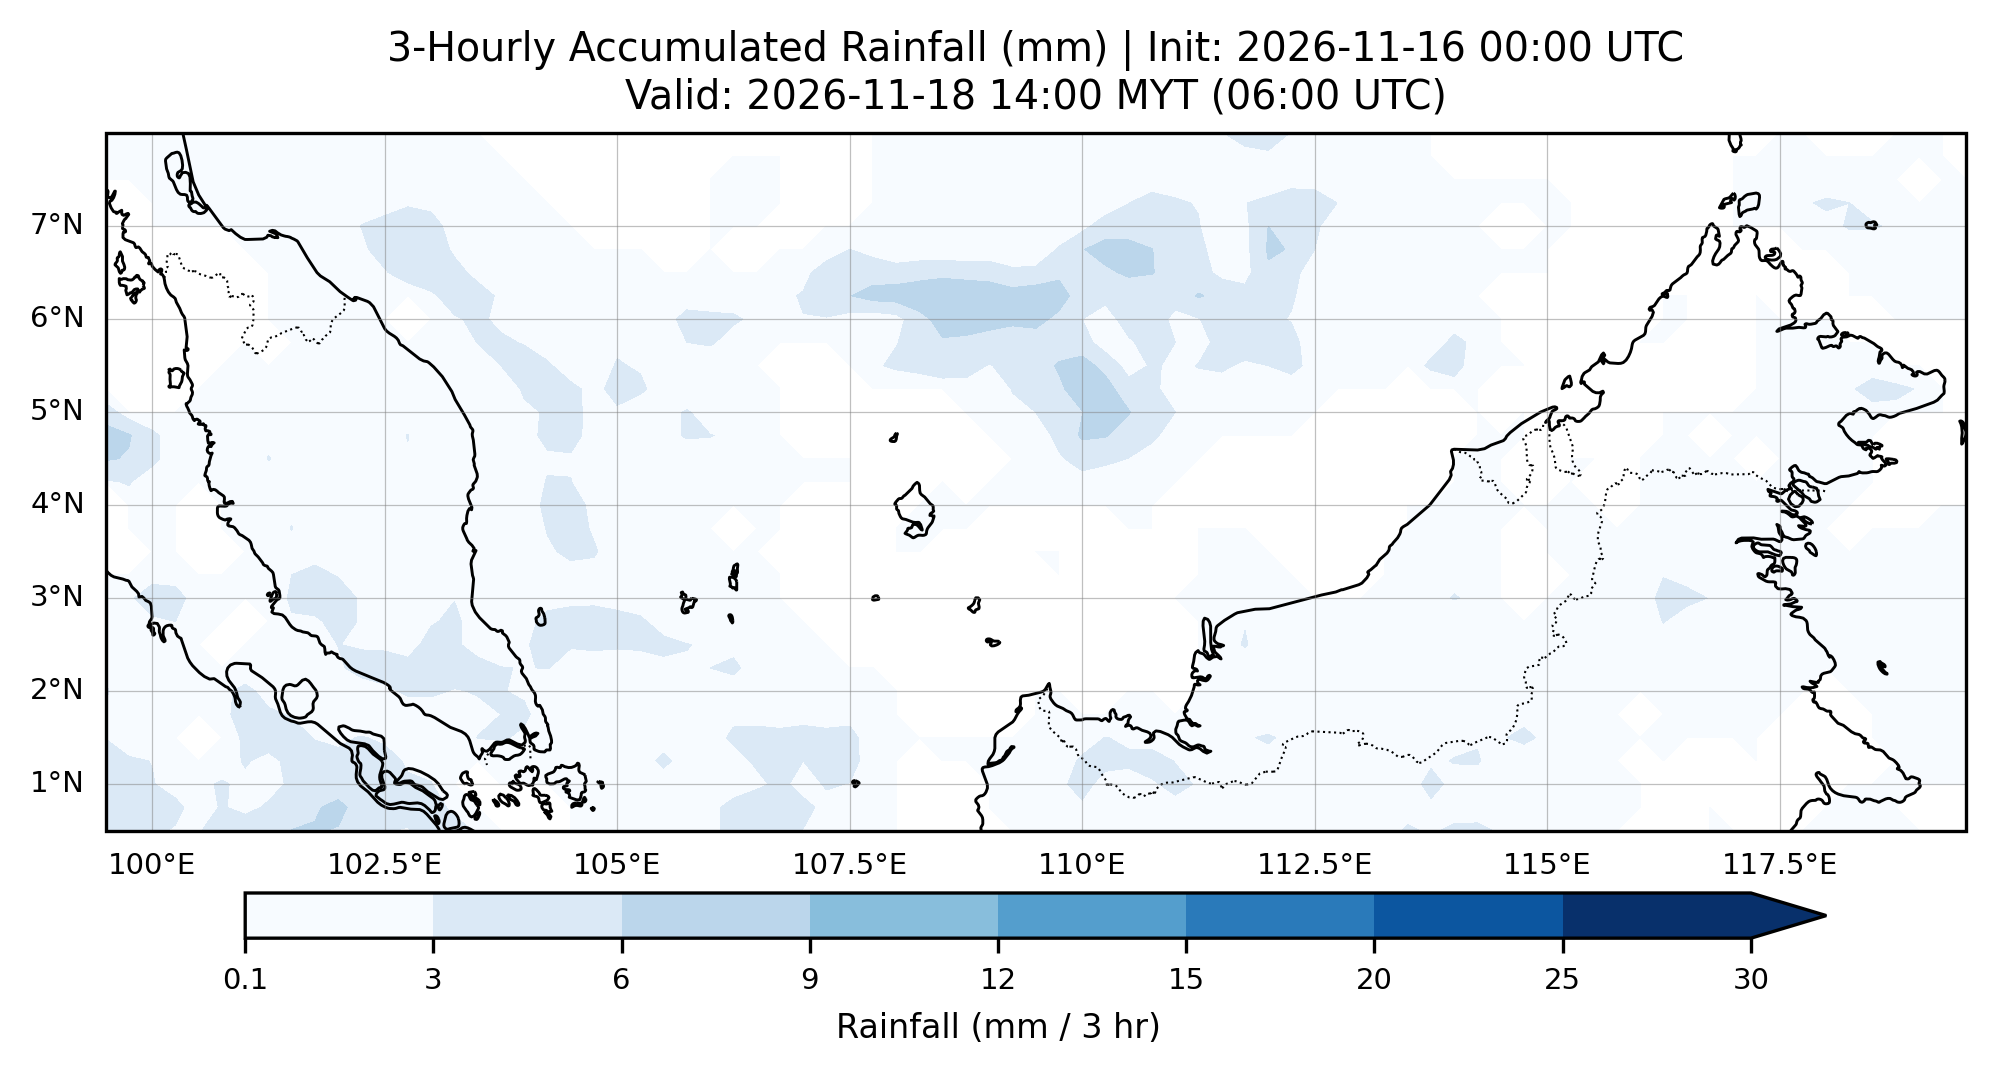 3-Hourly Accumulated Rainfall (mm) | Init: 2026-11-16 00:00 UTC
Valid: 2026-11-18 14:00 MYT (06:00 UTC)
7°N
6°N
5°N
4°N
3°N
2°N
1°N
100°E 102.5°E 105°E 107.5°E 110°E 112.5°E 115°E 117.5°E
0.1 3 6 9 12 15 20 25 30
Rainfall (mm / 3 hr)